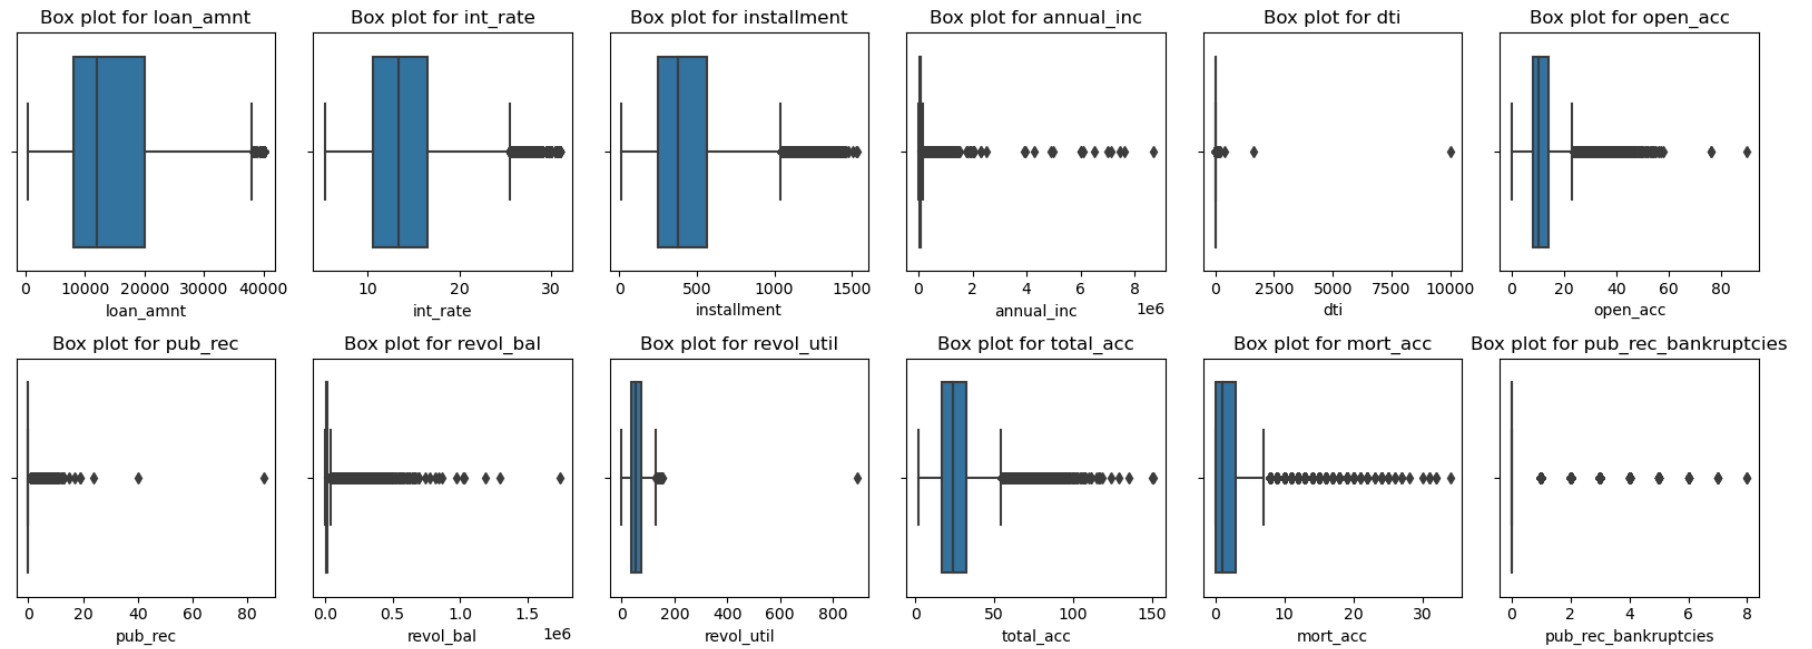 Box plot for loan_amnt
0 10000 20000 30000 40000
loan_amnt
Box plot for int_rate
10 20 30
int_rate
Box plot for installment
0 500 1000 1500
installment
Box plot for annual_inc
0 2 4 6 8
1e6
annual_inc
Box plot for dti
0 2500 5000 7500 10000
dti
Box plot for open_acc
0 20 40 60 80
open_acc
Box plot for pub_rec
0 20 40 60 80
pub_rec
Box plot for revol_bal
0.0 0.5 1.0 1.5
1e6
revol_bal
Box plot for revol_util
0 200 400 600 800
revol_util
Box plot for total_acc
0 50 100 150
total_acc
Box plot for mort_acc
0 10 20 30
mort_acc
Box plot for pub_rec_bankruptcies
0 2 4 6 8
pub_rec_bankruptcies